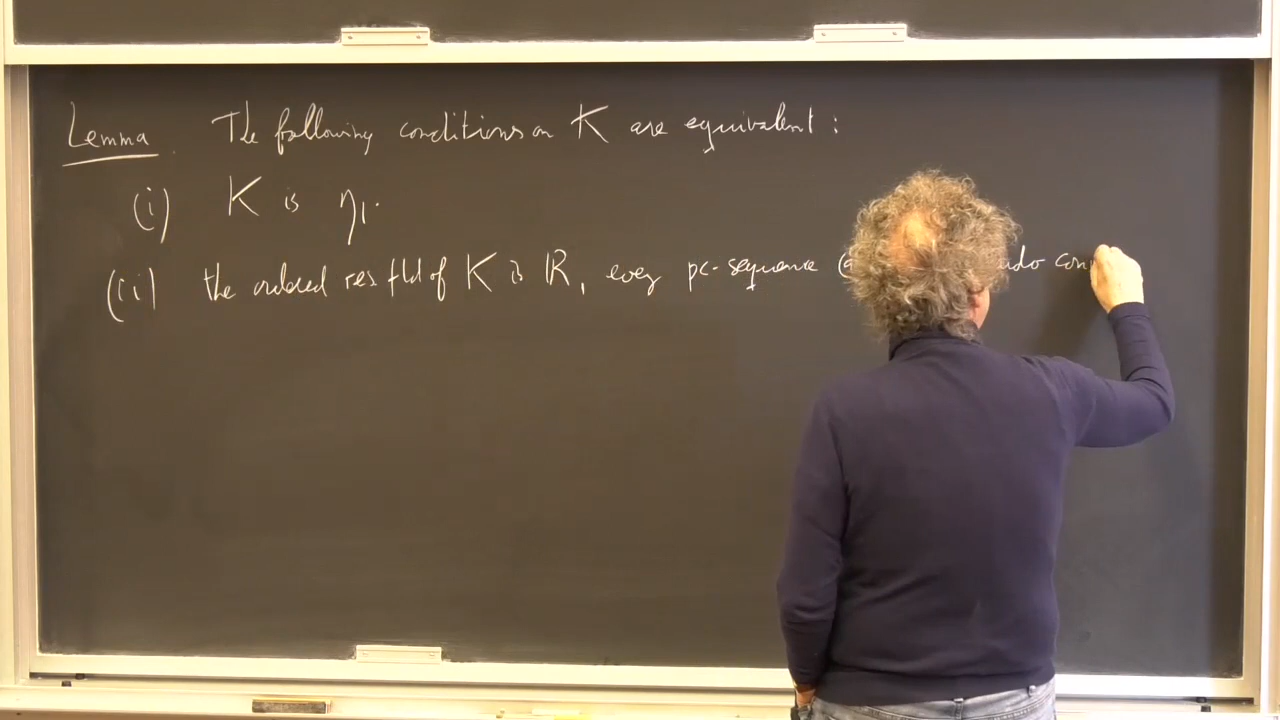 Lemma The following conditions on K are equivalent:
(i) K is η₁.
(ii) the ordered res fld of K is ℝ, every pc-sequence (